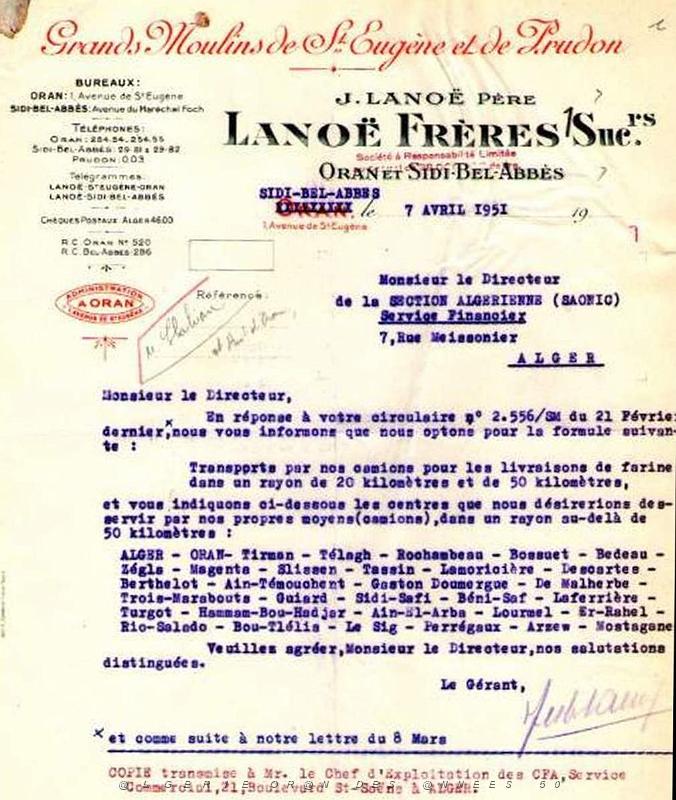 Grands Moulins de St. Eugène et de Prudon
BUREAUX:
ORAN: 1, Avenue de St Eugène
SIDI-BEL-ABBÈS: Avenue du Maréchal Foch
TÉLÉPHONES:
ORAN: 254.54, 254.55
SIDI-BEL-ABBÈS: 29-81 & 29-82
PRUDON: 0.03
Télégrammes
LANOË-ST EUGÈNE-ORAN
LANOË-SIDI-BEL-ABBÈS
CHÈQUES POSTAUX: ALGER 46.00
R.C. ORAN N° 520
R.C. BEL-ABBÈS: 286
ADMINISTRATION
A ORAN
1 AVENUE DE ST EUGÈNE
J. LANOË PÈRE
LANOË FRÈRES Sucrs.
Société à Responsabilité Limitée
ORAN ET SIDI-BEL-ABBÈS
SIDI-BEL-ABBES
ORAN, le 7 AVRIL 1951 19
1, Avenue de St Eugène
Référence:
Monsieur le Directeur
de la SECTION ALGERIENNE (SAONIC)
Service Financier
7,Rue Meissonier
ALGER
Monsieur le Directeur,
En réponse à votre circulaire n° 2.556/SM du 21 Février
x
dernier,nous vous informons que nous optons pour la formule suivan-
te :
Transports par nos camions pour les livraisons de farine
dans un rayon de 20 kilomètres et de 50 kilomètres,
et vous indiquons ci-dessous les centres que nous désirerions des-
servir par nos propres moyens(camions),dans un rayon au-delà de
50 kilomètres :
ALGER - ORAN- Tirman - Télagh - Rochambeau - Bossuet - Bedeau -
Zégla - Magenta - Slissen - Tassin - Lamoricière - Descartes -
Berthelot - Ain-Témouchent - Gaston Doumergue - De Malherbe -
Trois-Marabouts - Guiard - Sidi-Safi - Béni-Saf - Laferrière -
Turgot - Hammam-Bou-Hadjar - Ain-El-Arba - Lourmel - Er-Rahel -
Rio-Salado - Bou-Tlélis - Le Sig - Perrégaux - Arzew - Mostagane
Veuillez agréer,Monsieur le Directeur,nos salutations
distinguées.
Le Gérant,
x et comme suite à notre lettre du 8 Mars
COPIE transmise à Mr. le Chef d'Exploitation des CFA,Service
Commercial,21,Boulevard St-Saëns à ALGER.